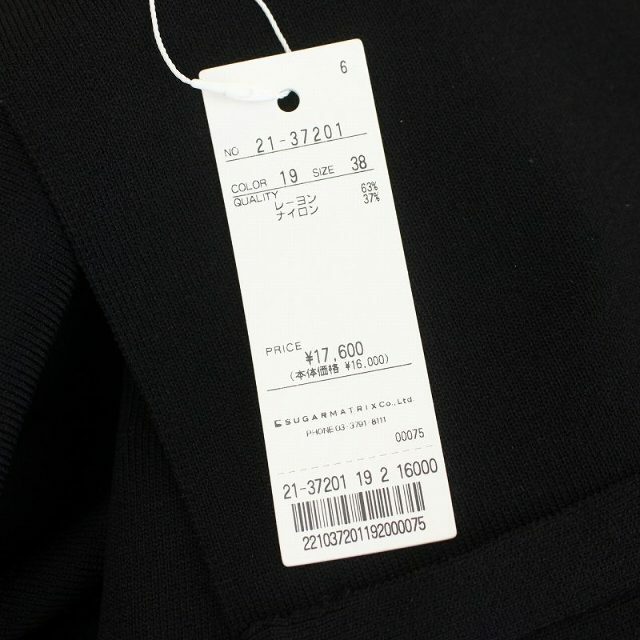 6
NO 21-37201
COLOR 19 SIZE 38
QUALITY レーヨン 63%
ナイロン 37%
PRICE ¥17,600
(本体価格 ¥16,000)
SUGARMATRIX Co.,Ltd
PHONE 03-3791-8111
00075
21-37201 19 2 16000
221037201192000075